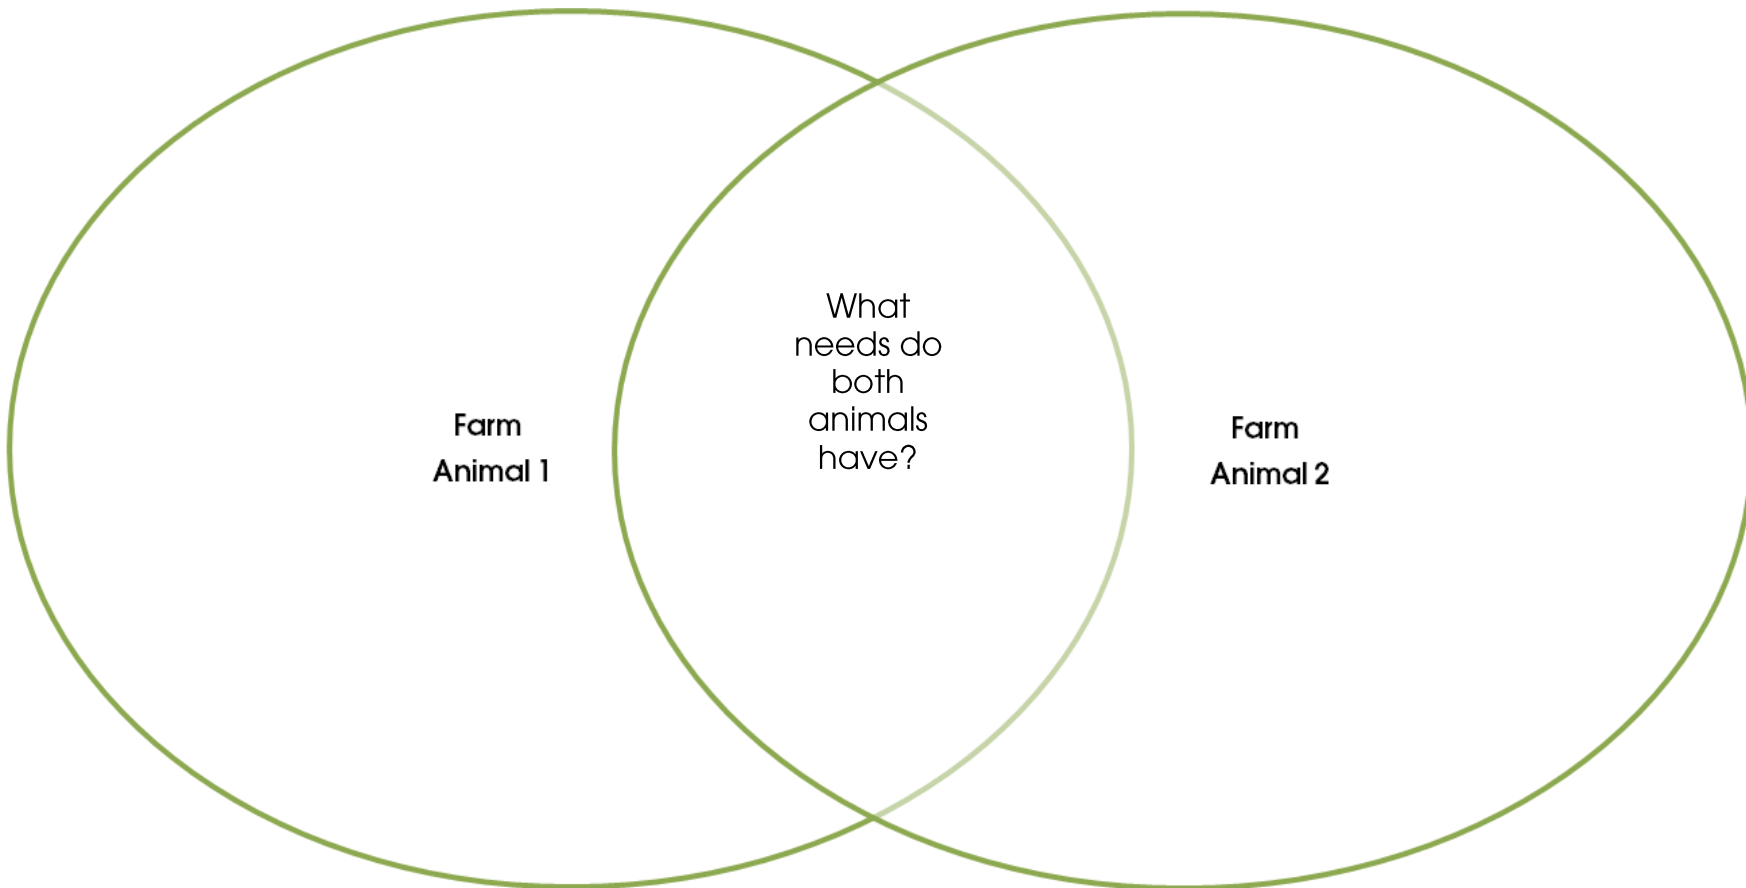 Farm
Animal 1
What
needs do
both
animals
have?
Farm
Animal 2